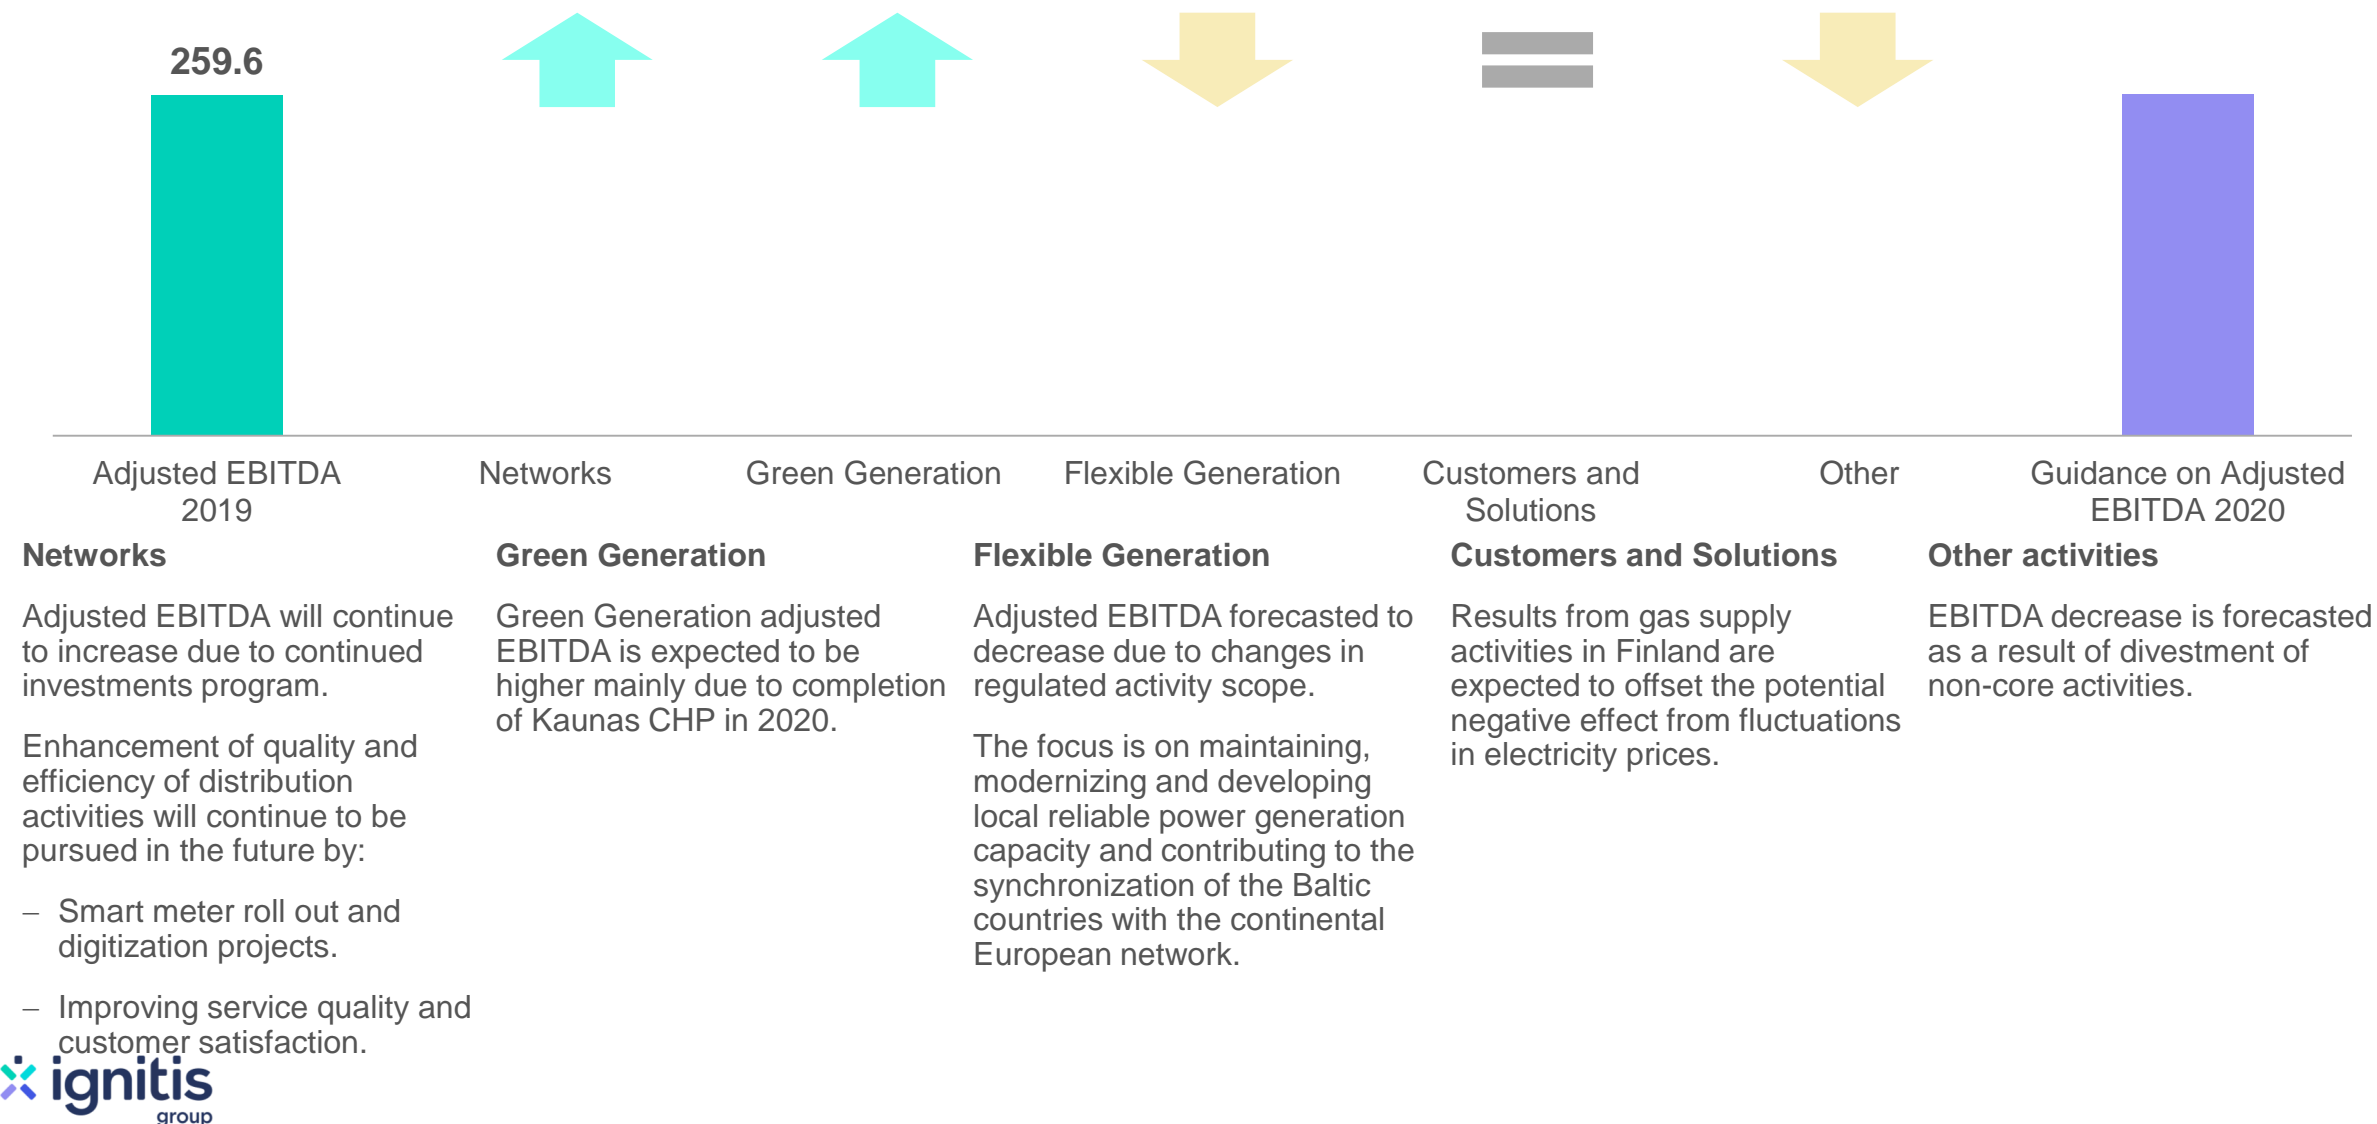 259.6
Adjusted EBITDA
2019
Networks
Green Generation
Flexible Generation
Customers and
Solutions
Other
Guidance on Adjusted
EBITDA 2020
Networks
Adjusted EBITDA will continue
to increase due to continued
investments program.
Enhancement of quality and
efficiency of distribution
activities will continue to be
pursued in the future by:
– Smart meter roll out and
digitization projects.
– Improving service quality and
customer satisfaction.
Green Generation
Green Generation adjusted
EBITDA is expected to be
higher mainly due to completion
of Kaunas CHP in 2020.
Flexible Generation
Adjusted EBITDA forecasted to
decrease due to changes in
regulated activity scope.
The focus is on maintaining,
modernizing and developing
local reliable power generation
capacity and contributing to the
synchronization of the Baltic
countries with the continental
European network.
Customers and Solutions
Results from gas supply
activities in Finland are
expected to offset the potential
negative effect from fluctuations
in electricity prices.
Other activities
EBITDA decrease is forecasted
as a result of divestment of
non-core activities.
ignitis
group